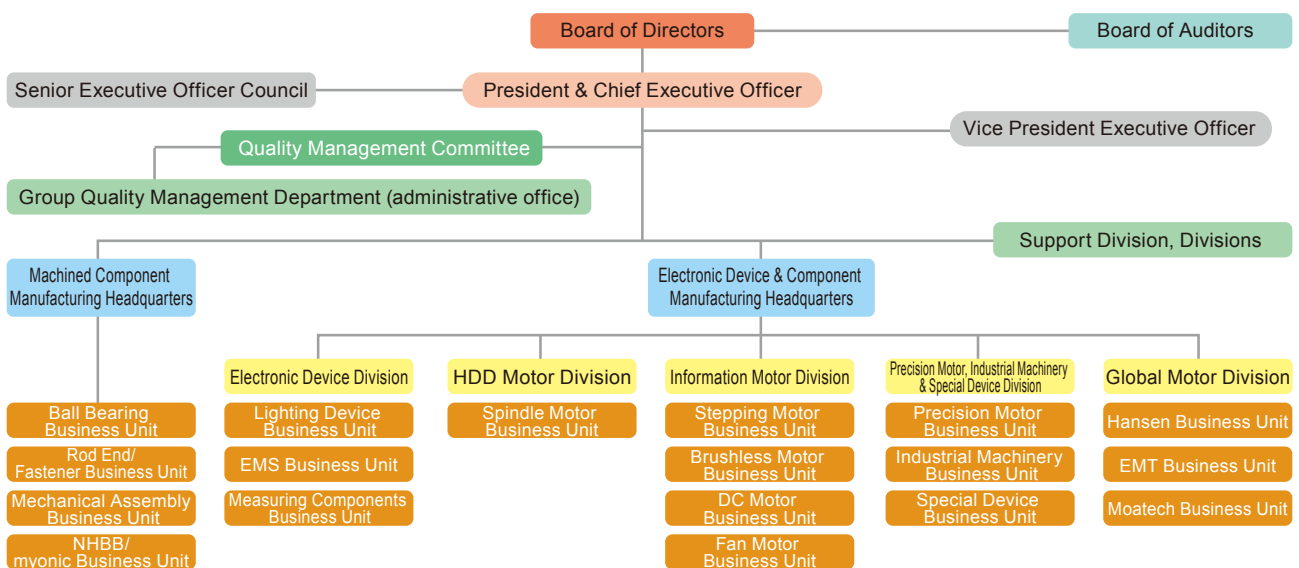 Board of Directors
Board of Auditors
Senior Executive Officer Council
President & Chief Executive Officer
Vice President Executive Officer
Quality Management Committee
Group Quality Management Department (administrative office)
Support Division, Divisions
Machined Component
Manufacturing Headquarters
Electronic Device & Component
Manufacturing Headquarters
Electronic Device Division
HDD Motor Division
Information Motor Division
Precision Motor, Industrial Machinery
& Special Device Division
Global Motor Division
Ball Bearing
Business Unit
Rod End/
Fastener Business Unit
Mechanical Assembly
Business Unit
NHBB/
myonic Business Unit
Lighting Device
Business Unit
EMS Business Unit
Measuring Components
Business Unit
Spindle Motor
Business Unit
Stepping Motor
Business Unit
Brushless Motor
Business Unit
DC Motor
Business Unit
Fan Motor
Business Unit
Precision Motor
Business Unit
Industrial Machinery
Business Unit
Special Device
Business Unit
Hansen Business Unit
EMT Business Unit
Moatech Business Unit